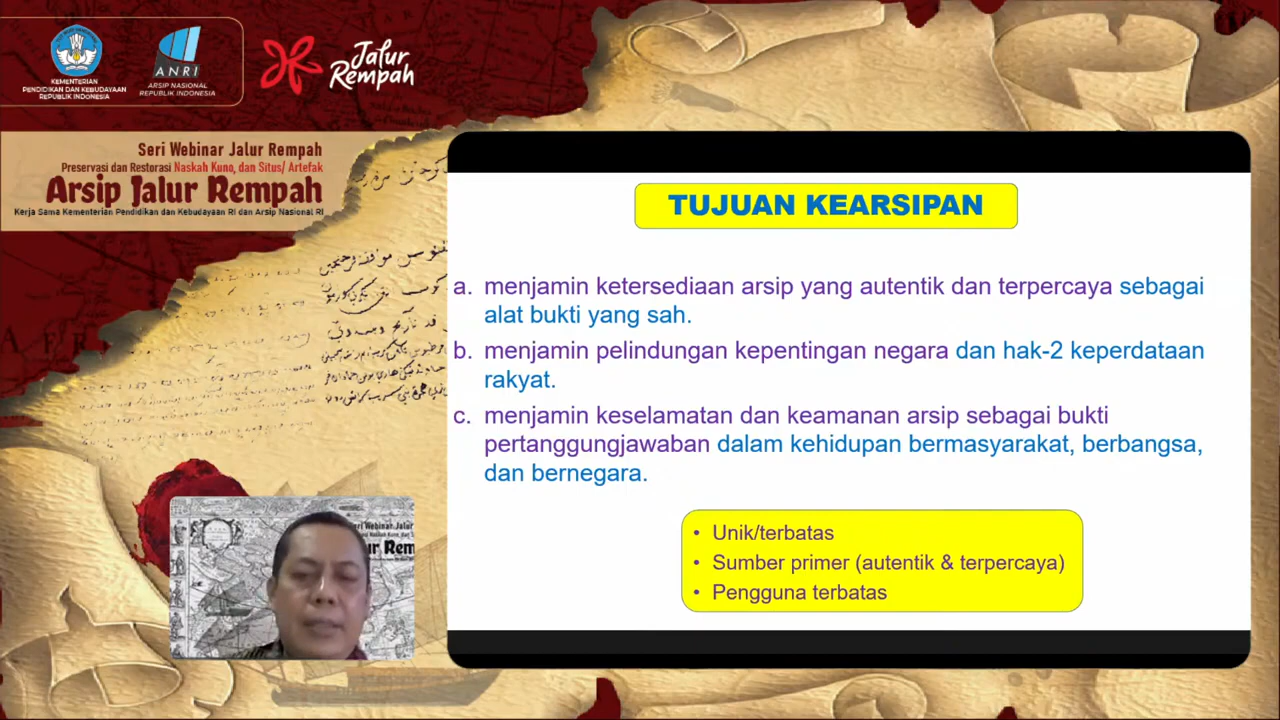 KEMENTERIAN
PENDIDIKAN DAN KEBUDAYAAN
REPUBLIK INDONESIA
ANRI
ARSIP NASIONAL
REPUBLIK INDONESIA
Jalur
Rempah
Seri Webinar Jalur Rempah
Preservasi dan Restorasi Naskah Kuno, dan Situs/ Artefak
Arsip Jalur Rempah
Kerja Sama Kementerian Pendidikan dan Kebudayaan RI dan Arsip Nasional RI
TUJUAN KEARSIPAN
a. menjamin ketersediaan arsip yang autentik dan terpercaya sebagai
alat bukti yang sah.
b. menjamin pelindungan kepentingan negara dan hak-2 keperdataan
rakyat.
c. menjamin keselamatan dan keamanan arsip sebagai bukti
pertanggungjawaban dalam kehidupan bermasyarakat, berbangsa,
dan bernegara.
• Unik/terbatas
• Sumber primer (autentik & terpercaya)
• Pengguna terbatas